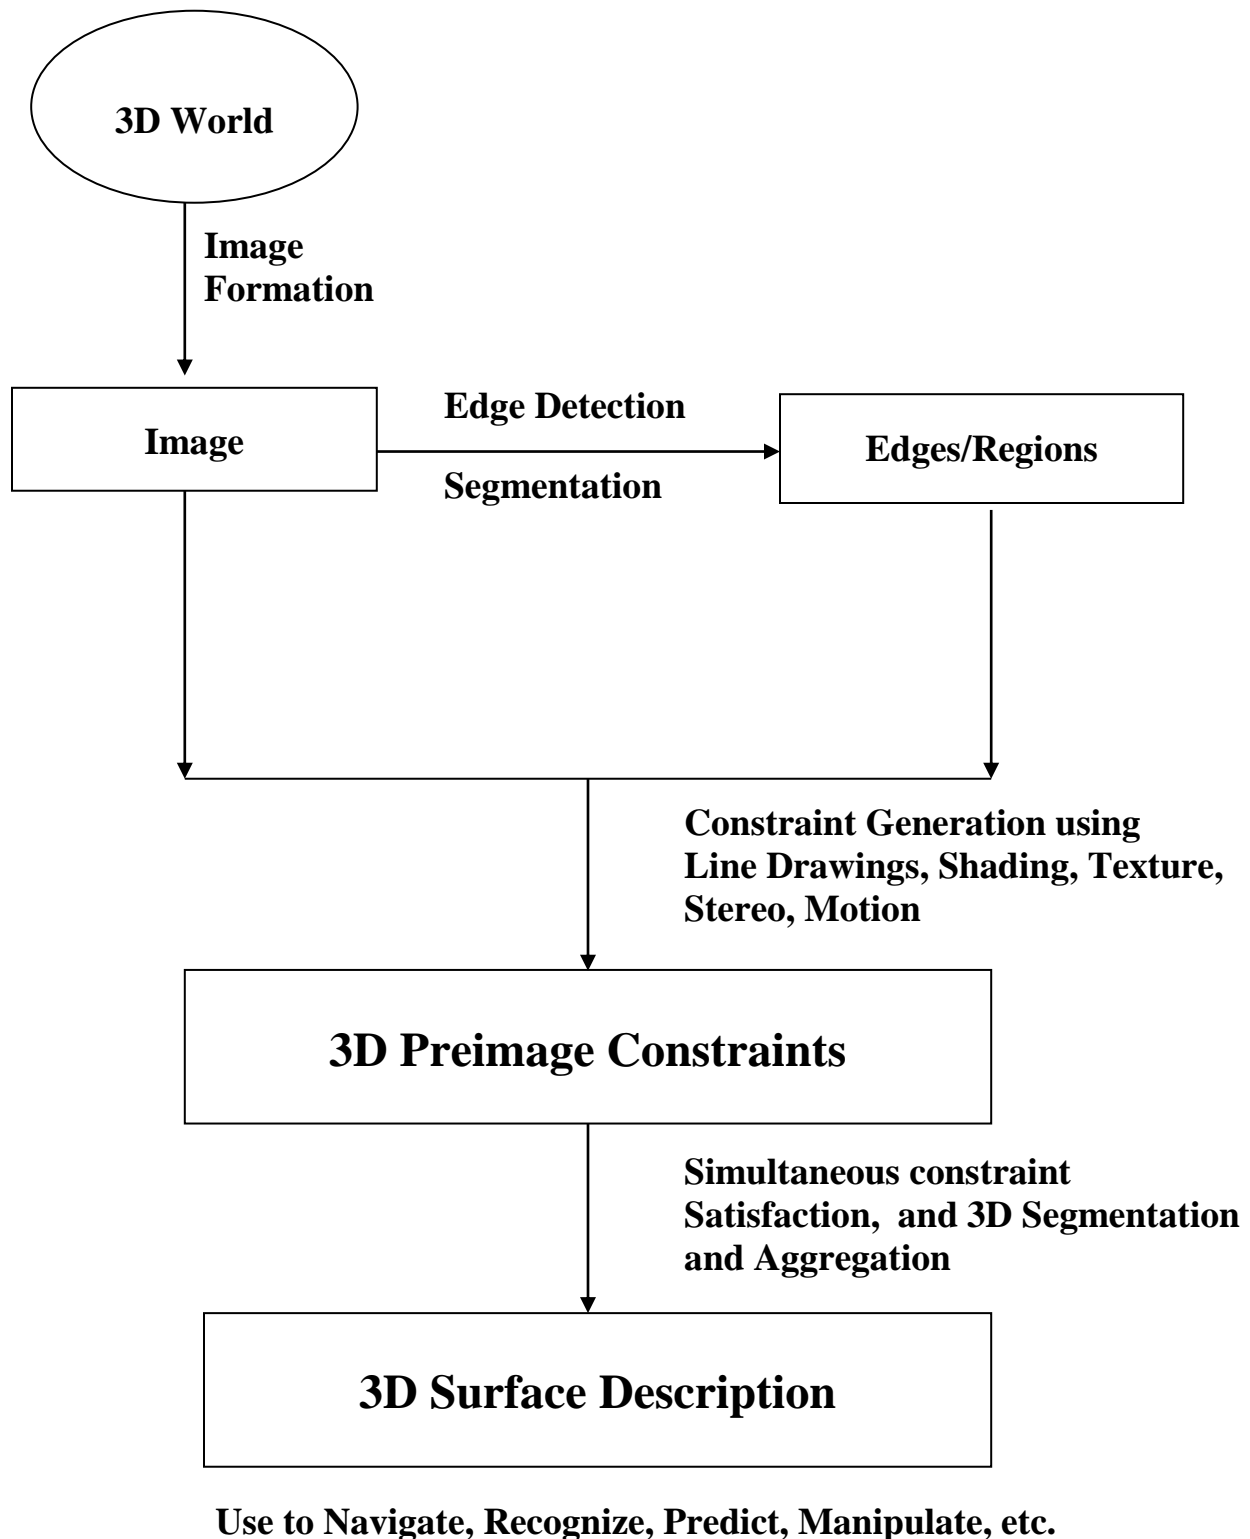 3D World
Image
Formation
Image
Edge Detection
Segmentation
Edges/Regions
Constraint Generation using
Line Drawings, Shading, Texture,
Stereo, Motion
3D Preimage Constraints
Simultaneous constraint
Satisfaction, and 3D Segmentation
and Aggregation
3D Surface Description
Use to Navigate, Recognize, Predict, Manipulate, etc.